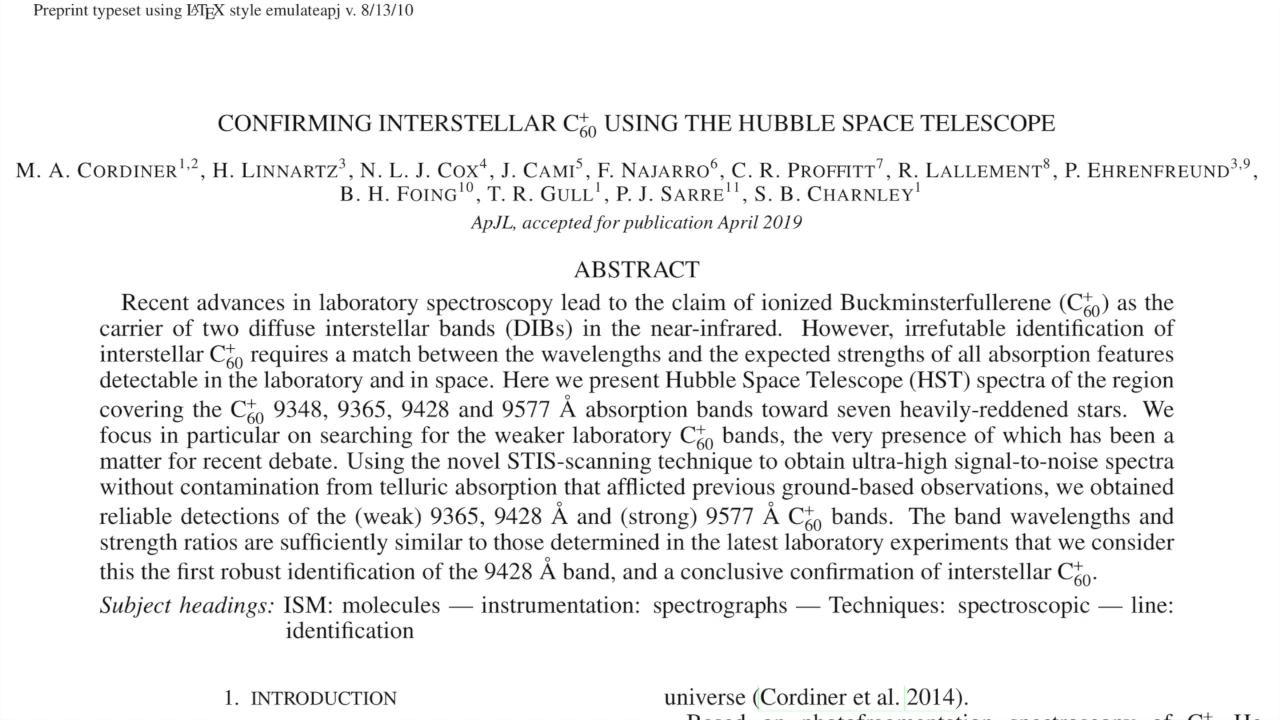 Preprint typeset using LATEX style emulateapj v. 8/13/10
CONFIRMING INTERSTELLAR C₆₀⁺ USING THE HUBBLE SPACE TELESCOPE
M. A. CORDINER¹,², H. LINNARTZ³, N. L. J. COX⁴, J. CAMI⁵, F. NAJARRO⁶, C. R. PROFFITT⁷, R. LALLEMENT⁸, P. EHRENFREUND³,⁹,
B. H. FOING¹⁰, T. R. GULL¹, P. J. SARRE¹¹, S. B. CHARNLEY¹
ApJL, accepted for publication April 2019
ABSTRACT
Recent advances in laboratory spectroscopy lead to the claim of ionized Buckminsterfullerene (C₆₀⁺) as the
carrier of two diffuse interstellar bands (DIBs) in the near-infrared. However, irrefutable identification of
interstellar C₆₀⁺ requires a match between the wavelengths and the expected strengths of all absorption features
detectable in the laboratory and in space. Here we present Hubble Space Telescope (HST) spectra of the region
covering the C₆₀⁺ 9348, 9365, 9428 and 9577 Å absorption bands toward seven heavily-reddened stars. We
focus in particular on searching for the weaker laboratory C₆₀⁺ bands, the very presence of which has been a
matter for recent debate. Using the novel STIS-scanning technique to obtain ultra-high signal-to-noise spectra
without contamination from telluric absorption that afflicted previous ground-based observations, we obtained
reliable detections of the (weak) 9365, 9428 Å and (strong) 9577 Å C₆₀⁺ bands. The band wavelengths and
strength ratios are sufficiently similar to those determined in the latest laboratory experiments that we consider
this the first robust identification of the 9428 Å band, and a conclusive confirmation of interstellar C₆₀⁺.
Subject headings: ISM: molecules — instrumentation: spectrographs — Techniques: spectroscopic — line:
identification
1. INTRODUCTION
universe (Cordiner et al. 2014).
Based on photofragmentation spectroscopy of C⁺ He